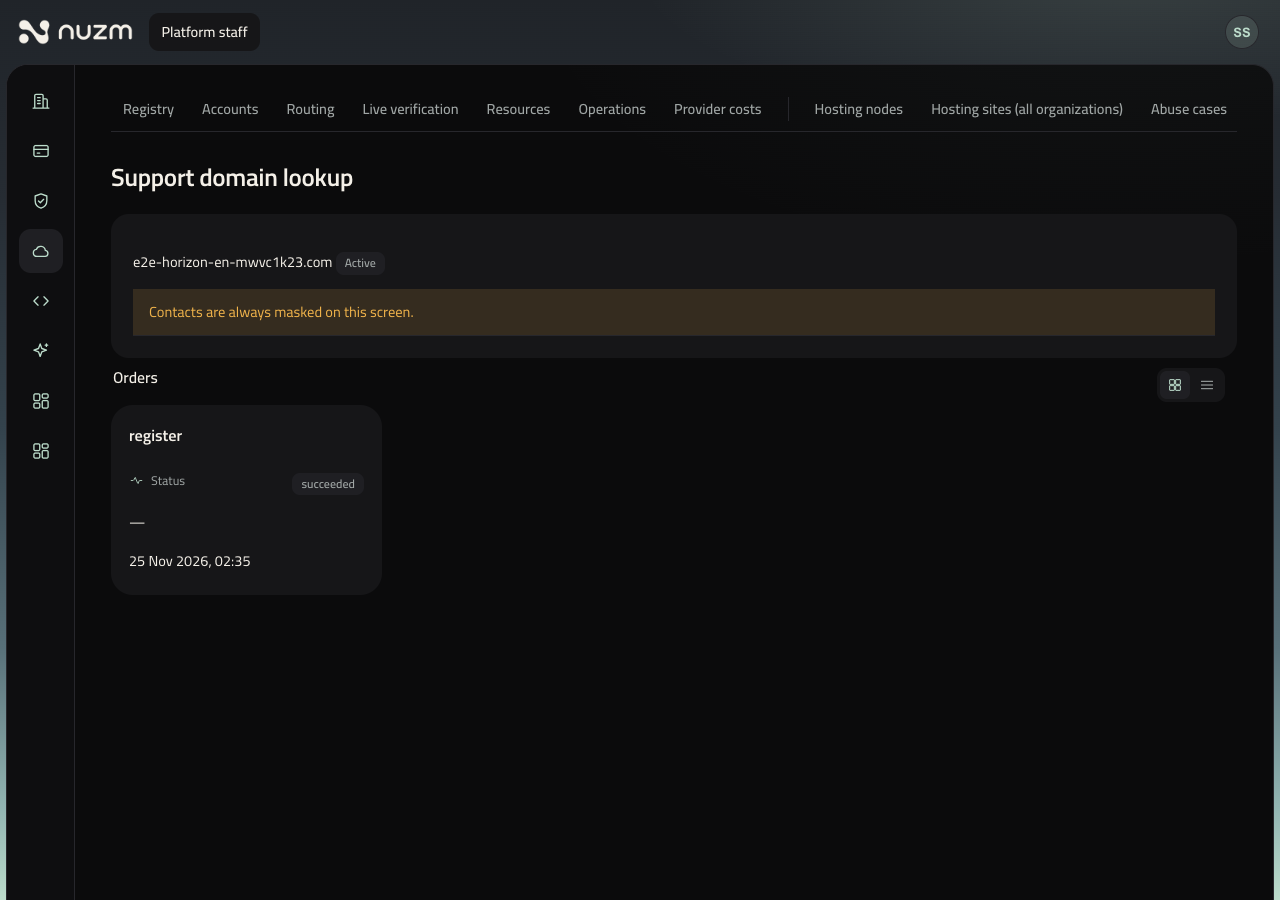 nuzm
Platform staff
SS
Registry
Accounts
Routing
Live verification
Resources
Operations
Provider costs
Hosting nodes
Hosting sites (all organizations)
Abuse cases
Support domain lookup
e2e-horizon-en-mwvc1k23.com Active
Contacts are always masked on this screen.
Orders
register
Status
succeeded
—
25 Nov 2026, 02:35